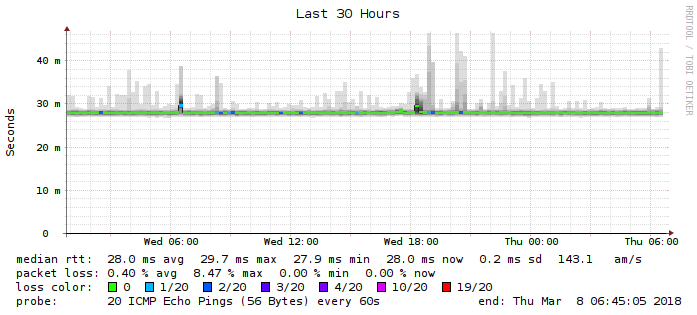 Last 30 Hours
RRDTOOL / TOBI OETIKER
Seconds
40 m
30 m
20 m
10 m
0
Wed 06:00 Wed 12:00 Wed 18:00 Thu 00:00 Thu 06:00
median rtt: 28.0 ms avg 29.7 ms max 27.9 ms min 28.0 ms now 0.2 ms sd 143.1 am/s
packet loss: 0.40 % avg 8.47 % max 0.00 % min 0.00 % now
loss color: 0 1/20 2/20 3/20 4/20 10/20 19/20
probe: 20 ICMP Echo Pings (56 Bytes) every 60s end: Thu Mar 8 06:45:05 2018